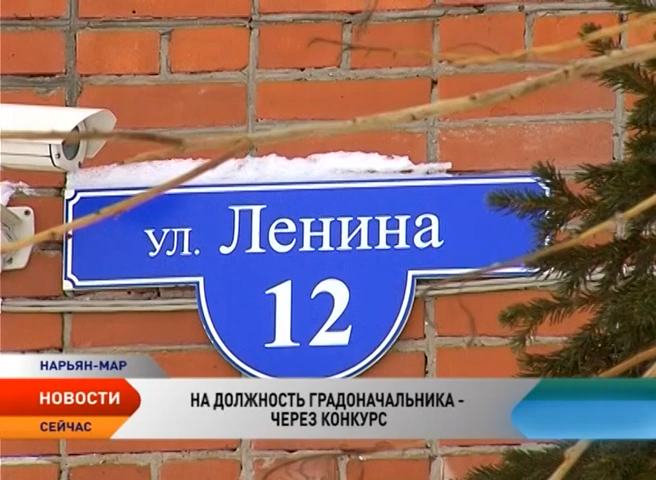 ул. Ленина
12
НАРЬЯН-МАР
НОВОСТИ
СЕЙЧАС
НА ДОЛЖНОСТЬ ГРАДОНАЧАЛЬНИКА -
ЧЕРЕЗ КОНКУРС